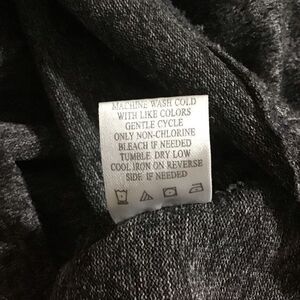 MACHINE WASH COLD
WITH LIKE COLORS
GENTLE CYCLE
ONLY NON-CHLORINE
BLEACH IF NEEDED
TUMBLE DRY LOW
COOL IRON ON REVERSE
SIDE IF NEEDED